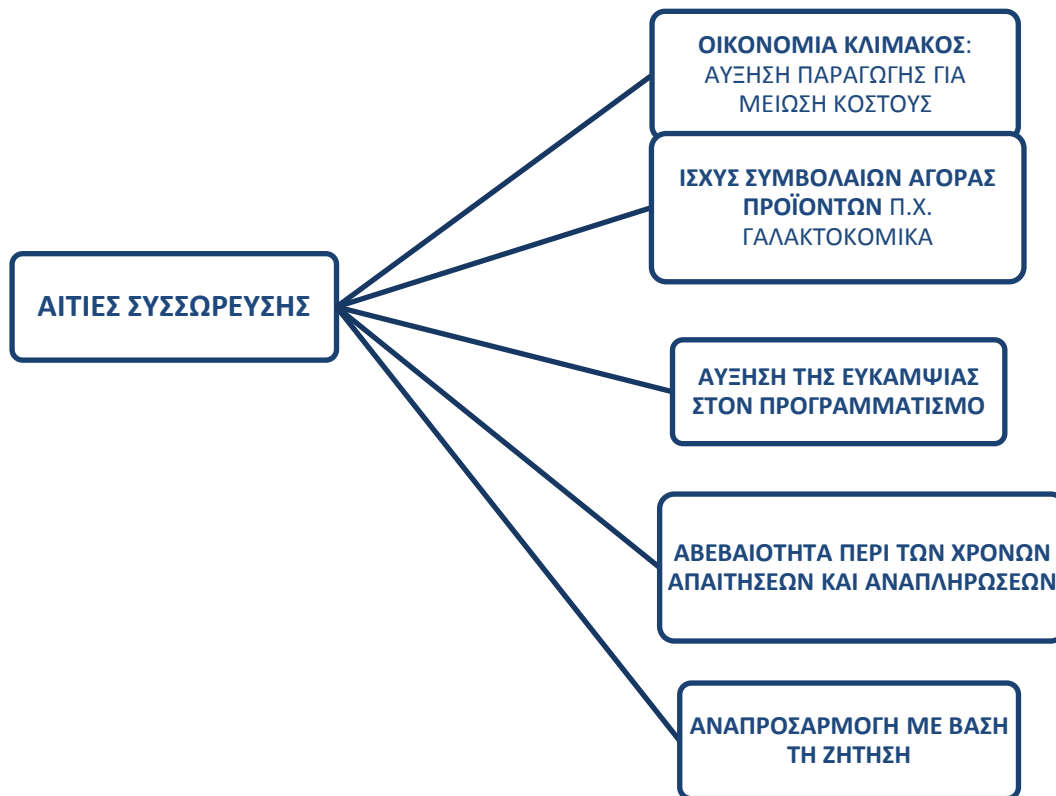 ΟΙΚΟΝΟΜΙΑ ΚΛΙΜΑΚΟΣ:
ΑΥΞΗΣΗ ΠΑΡΑΓΩΓΗΣ ΓΙΑ
ΜΕΙΩΣΗ ΚΟΣΤΟΥΣ
ΙΣΧΥΣ ΣΥΜΒΟΛΑΙΩΝ ΑΓΟΡΑΣ
ΠΡΟΪΟΝΤΩΝ Π.Χ.
ΓΑΛΑΚΤΟΚΟΜΙΚΑ
ΑΙΤΙΕΣ ΣΥΣΣΩΡΕΥΣΗΣ
ΑΥΞΗΣΗ ΤΗΣ ΕΥΚΑΜΨΙΑΣ
ΣΤΟΝ ΠΡΟΓΡΑΜΜΑΤΙΣΜΟ
ΑΒΕΒΑΙΟΤΗΤΑ ΠΕΡΙ ΤΩΝ ΧΡΟΝΩΝ
ΑΠΑΙΤΗΣΕΩΝ ΚΑΙ ΑΝΑΠΛΗΡΩΣΕΩΝ
ΑΝΑΠΡΟΣΑΡΜΟΓΗ ΜΕ ΒΑΣΗ
ΤΗ ΖΗΤΗΣΗ